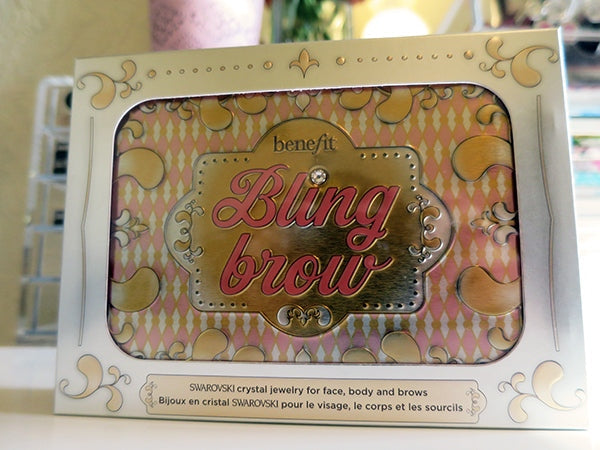 benefit
Bling
brow
SWAROVSKI crystal jewelry for face, body and brows
Bijoux en cristal SWAROVSKI pour le visage, le corps et les sourcils